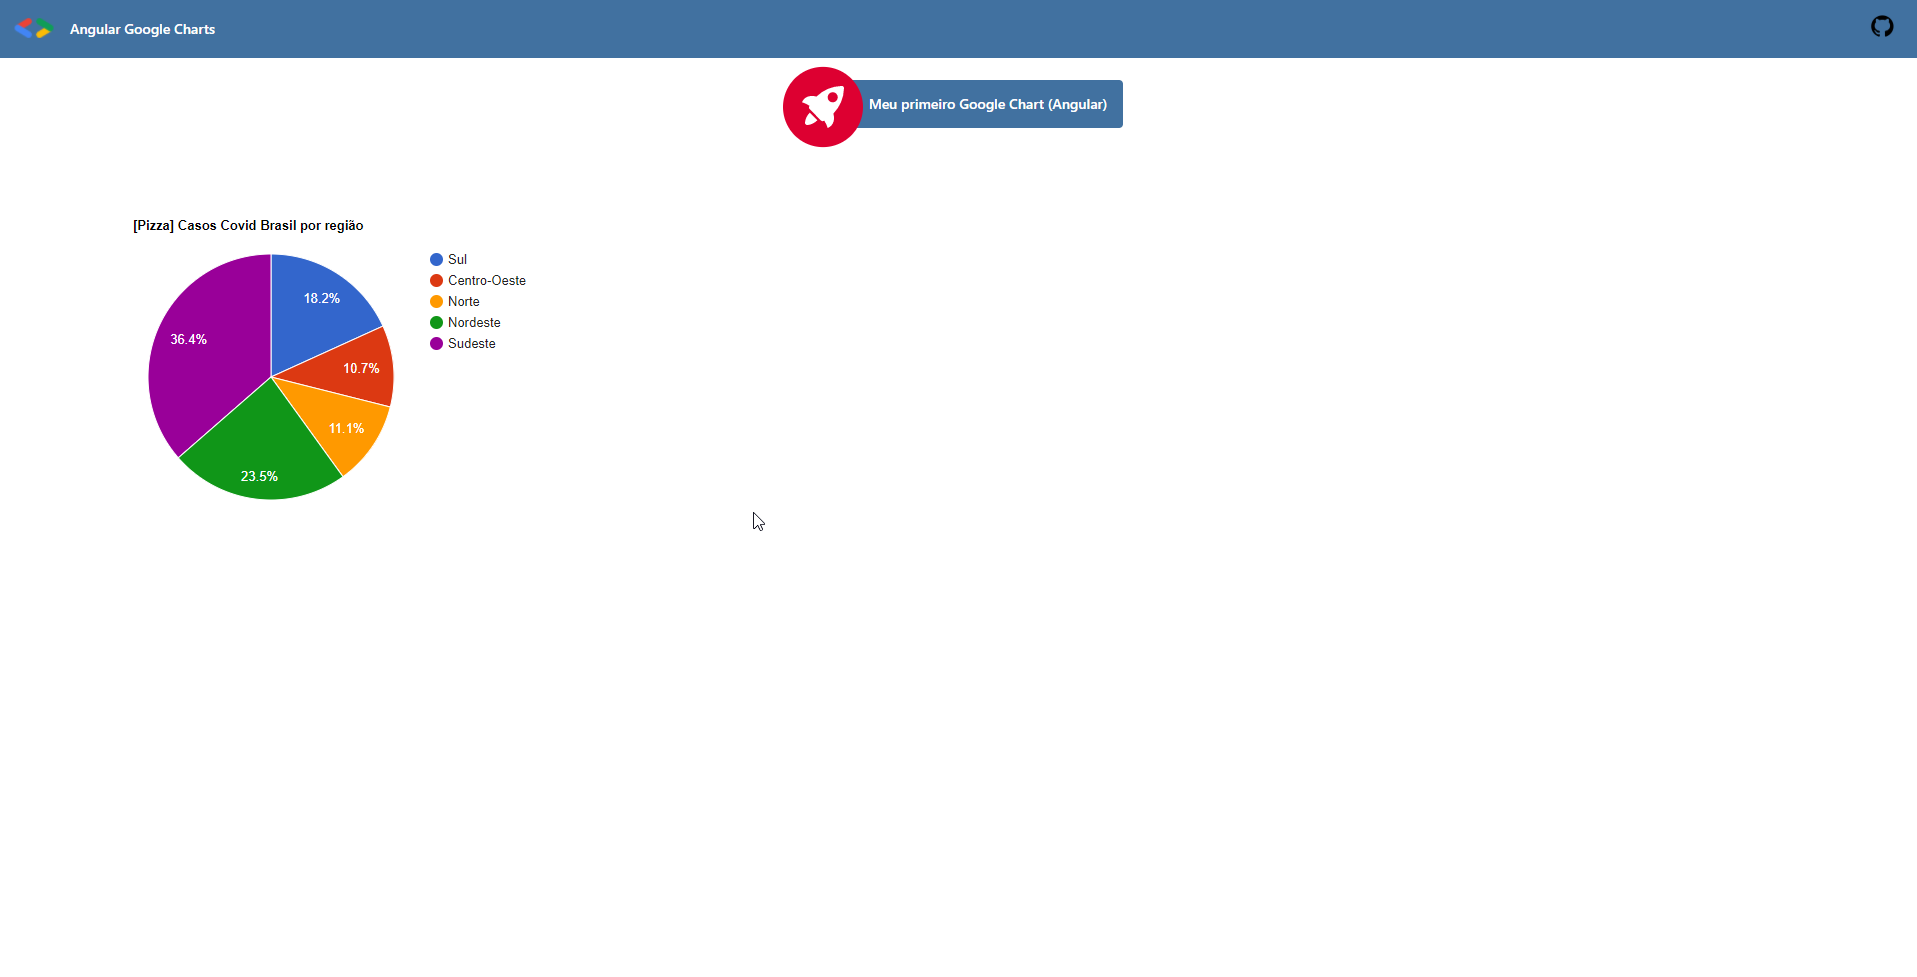 Angular Google Charts
Meu primeiro Google Chart (Angular)
[Pizza] Casos Covid Brasil por região
18.2%
10.7%
11.1%
23.5%
36.4%
Sul
Centro-Oeste
Norte
Nordeste
Sudeste